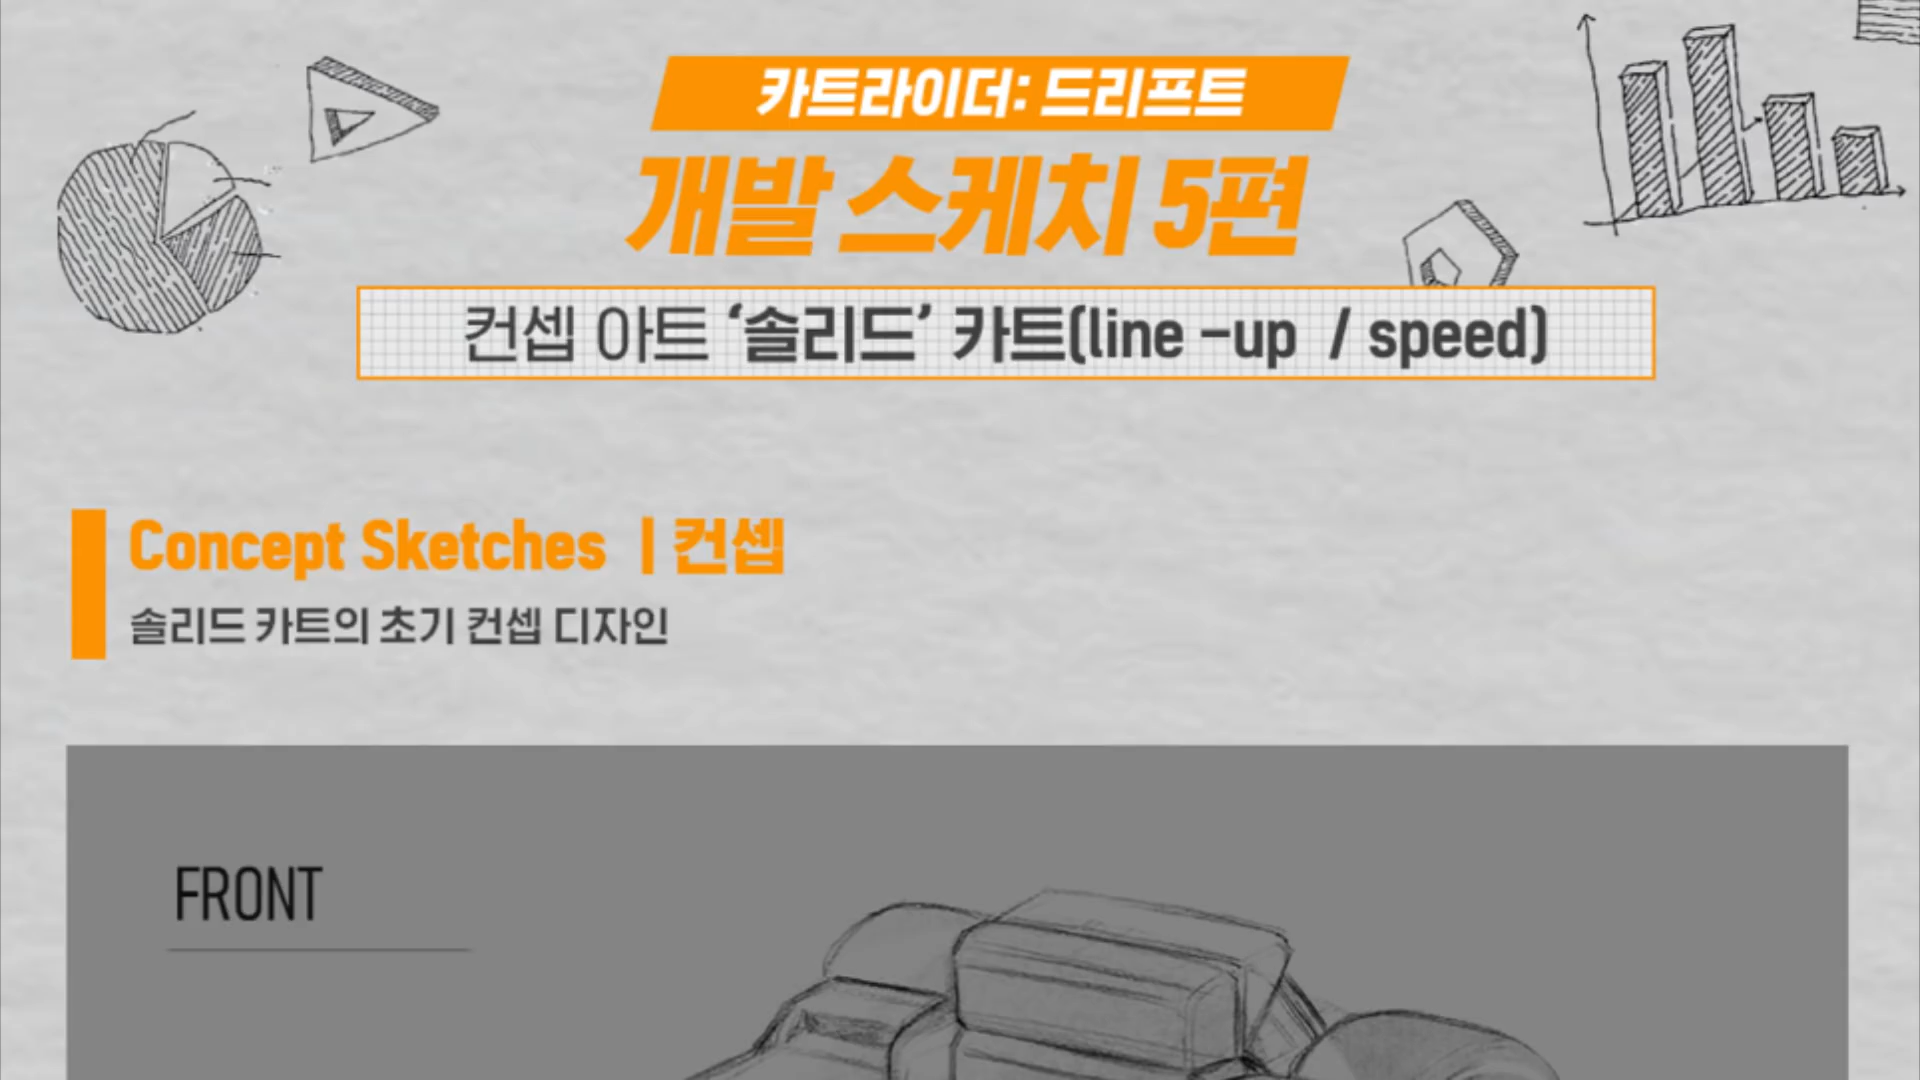 카트라이더: 드리프트
개발 스케치 5편
컨셉 아트 ‘솔리드’ 카트(line -up / speed)
Concept Sketches | 컨셉
솔리드 카트의 초기 컨셉 디자인
FRONT